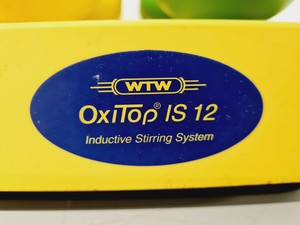 WTW
OxiTop® IS 12
Inductive Stirring System